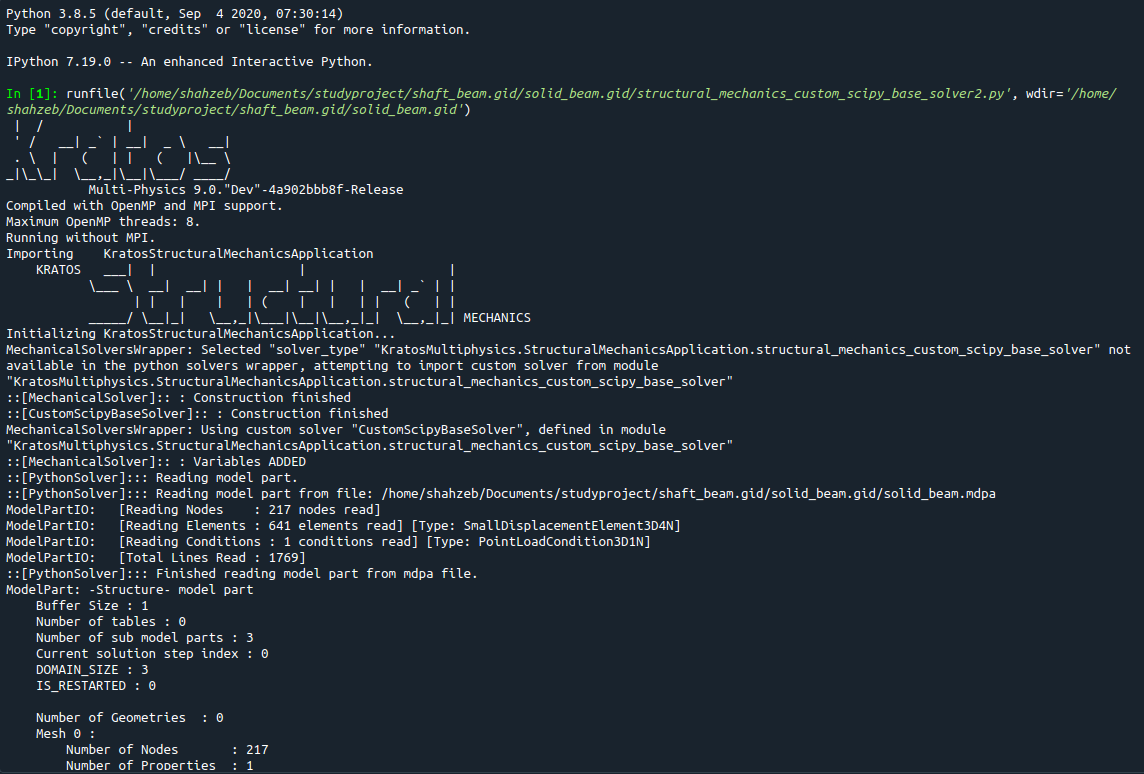 Python 3.8.5 (default, Sep  4 2020, 07:30:14)
Type "copyright", "credits" or "license" for more information.

IPython 7.19.0 -- An enhanced Interactive Python.

In [1]: runfile('/home/shahzeb/Documents/studyproject/shaft_beam.gid/solid_beam.gid/structural_mechanics_custom_scipy_base_solver2.py', wdir='/home/
shahzeb/Documents/studyproject/shaft_beam.gid/solid_beam.gid')
 |  /           |
 ' /   __| _` | __|  _ \   __|
 . \  |   (   | |   (   |\__ \
_|\_\_|  \__,_|\__|\___/ ____/
           Multi-Physics 9.0."Dev"-4a902bbb8f-Release
Compiled with OpenMP and MPI support.
Maximum OpenMP threads: 8.
Running without MPI.
Importing    KratosStructuralMechanicsApplication
    KRATOS   ___|  |                   |                   |
           \___ \  __|  __| |   |  __| __| |   |  __| _` | |
                 | |   |    |   | (    |   |   | |   (   | |
           _____/ \__|_|   \__,_|\___|\__|\__,_|_|  \__,_|_| MECHANICS
Initializing KratosStructuralMechanicsApplication...
MechanicalSolversWrapper: Selected "solver_type" "KratosMultiphysics.StructuralMechanicsApplication.structural_mechanics_custom_scipy_base_solver" not
available in the python solvers wrapper, attempting to import custom solver from module
"KratosMultiphysics.StructuralMechanicsApplication.structural_mechanics_custom_scipy_base_solver"
::[MechanicalSolver]:: : Construction finished
::[CustomScipyBaseSolver]:: : Construction finished
MechanicalSolversWrapper: Using custom solver "CustomScipyBaseSolver", defined in module
"KratosMultiphysics.StructuralMechanicsApplication.structural_mechanics_custom_scipy_base_solver"
::[MechanicalSolver]:: : Variables ADDED
::[PythonSolver]::: Reading model part.
::[PythonSolver]::: Reading model part from file: /home/shahzeb/Documents/studyproject/shaft_beam.gid/solid_beam.gid/solid_beam.mdpa
ModelPartIO:   [Reading Nodes    : 217 nodes read]
ModelPartIO:   [Reading Elements : 641 elements read] [Type: SmallDisplacementElement3D4N]
ModelPartIO:   [Reading Conditions : 1 conditions read] [Type: PointLoadCondition3D1N]
ModelPartIO:   [Total Lines Read : 1769]
::[PythonSolver]::: Finished reading model part from mdpa file.
ModelPart: -Structure- model part
    Buffer Size : 1
    Number of tables : 0
    Number of sub model parts : 3
    Current solution step index : 0
    DOMAIN_SIZE : 3
    IS_RESTARTED : 0

    Number of Geometries  : 0
    Mesh 0 :
        Number of Nodes       : 217
        Number of Properties  : 1